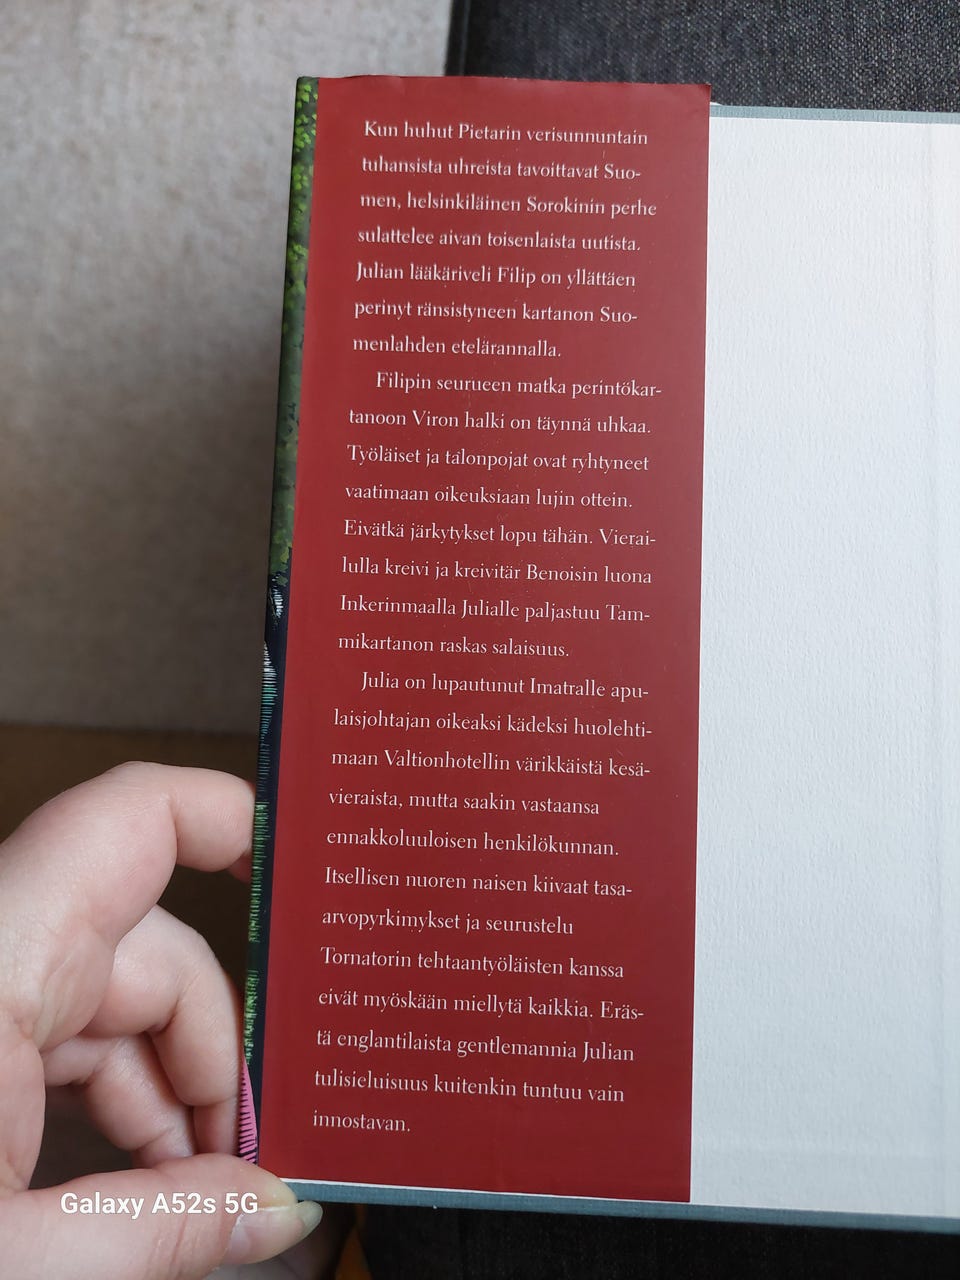 Kun huhut Pietarin verisunnuntain
tuhansista uhreista tavoittavat Suo-
men, helsinkiläinen Sorokinin perhe
sulattelee aivan toisenlaista uutista.
Julian lääkäriveli Filip on yllättäen
perinyt ränsistyneen kartanon Suo-
menlahden etelärannalla.
Filipin seurueen matka perintökar-
tanoon Viron halki on täynnä uhkaa.
Työläiset ja talonpojat ovat ryhtyneet
vaatimaan oikeuksiaan lujin ottein.
Eivätkä järkytykset lopu tähän. Vierai-
lulla kreivi ja kreivitär Benoisin luona
Inkerinmaalla Julialle paljastuu Tam-
mikartanon raskas salaisuus.
Julia on lupautunut Imatralle apu-
laisjohtajan oikeaksi kädeksi huolehti-
maan Valtionhotellin värikkäistä kesä-
vieraista, mutta saakin vastaansa
ennakkoluuloisen henkilökunnan.
Itsellisen nuoren naisen kiivaat tasa-
arvopyrkimykset ja seurustelu
Tornatorin tehtaantyöläisten kanssa
eivät myöskään miellytä kaikkia. Eräs-
tä englantilaista gentlemannia Julian
tulisieluisuus kuitenkin tuntuu vain
innostavan.
Galaxy A52s 5G